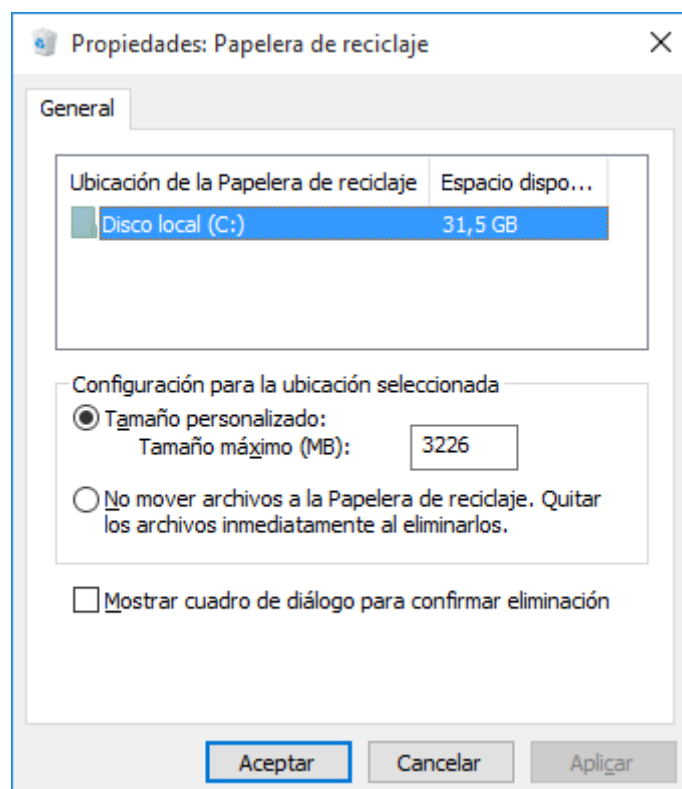 Propiedades: Papelera de reciclaje
General
Ubicación de la Papelera de reciclaje Espacio dispo...
Disco local (C:) 31,5 GB
Configuración para la ubicación seleccionada
Tamaño personalizado:
Tamaño máximo (MB): 3226
No mover archivos a la Papelera de reciclaje. Quitar
los archivos inmediatamente al eliminarlos.
Mostrar cuadro de diálogo para confirmar eliminación
Aceptar Cancelar Aplicar